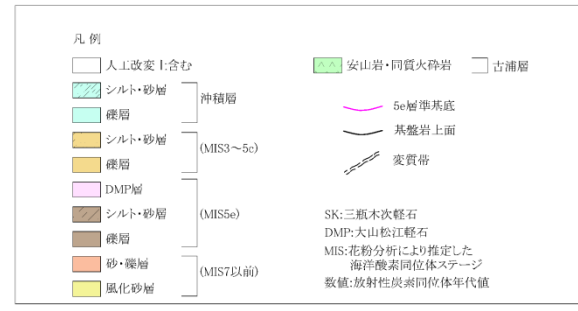 凡 例
人工改変土含む
シルト・砂層
礫層
沖積層
シルト・砂層
礫層
(MIS3～5c)
DMP層
シルト・砂層
礫層
(MIS5e)
砂・礫層
風化砂層
(MIS7以前)
安山岩・同質火砕岩
古浦層
5e層準基底
基盤岩上面
変質帯
SK:三瓶木次軽石
DMP:大山松江軽石
MIS:花粉分析により推定した
海洋酸素同位体ステージ
数値:放射性炭素同位体年代値